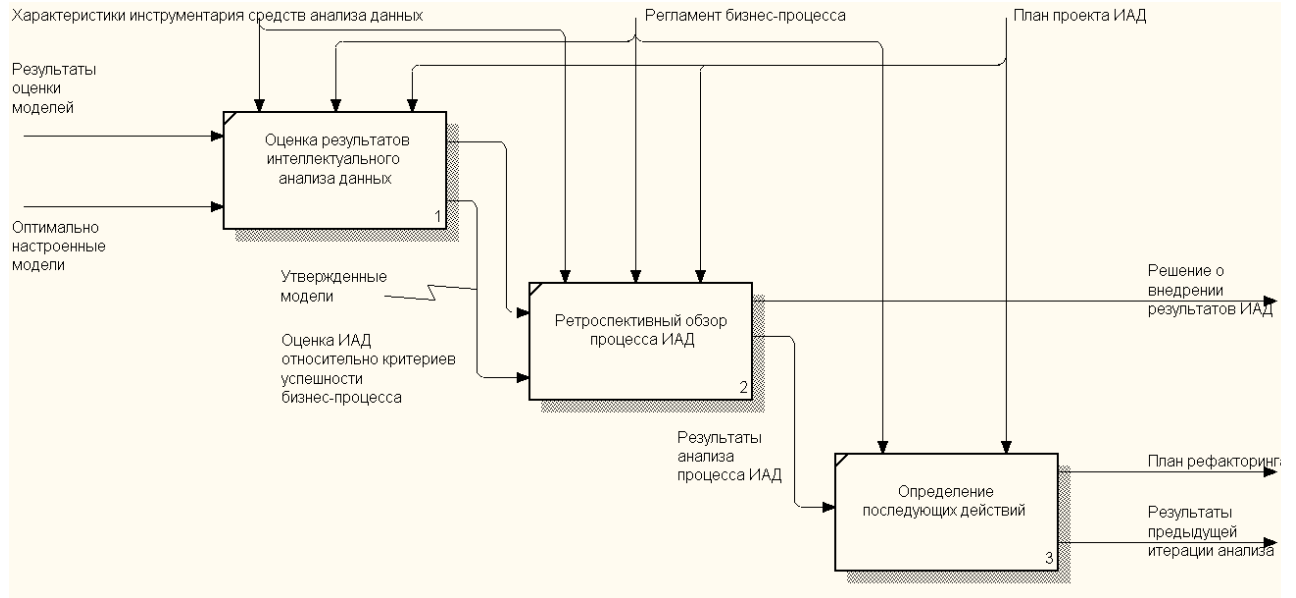 Характеристики инструментария средств анализа данных
Регламент бизнес-процесса
План проекта ИАД
Результаты
оценки
моделей
Оценка результатов
интеллектуального
анализа данных
1
Оптимально
настроенные
модели
Утвержденные
модели
Оценка ИАД
относительно критериев
успешности
бизнес-процесса
Ретроспективный обзор
процесса ИАД
2
Решение о
внедрении
результатов ИАД
Результаты
анализа
процесса ИАД
Определение
последующих действий
3
План рефакторинга
Результаты
предыдущей
итерации анализа